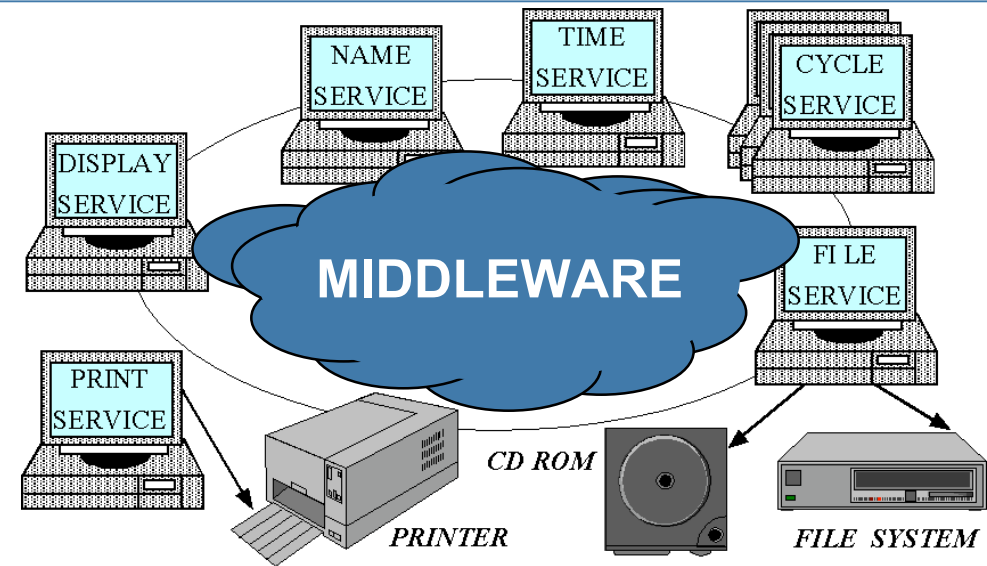 NAME
SERVICE
TIME
SERVICE
CYCLE
SERVICE
DISPLAY
SERVICE
MIDDLEWARE
FI LE
SERVICE
PRINT
SERVICE
CD ROM
PRINTER
FILE SYSTEM